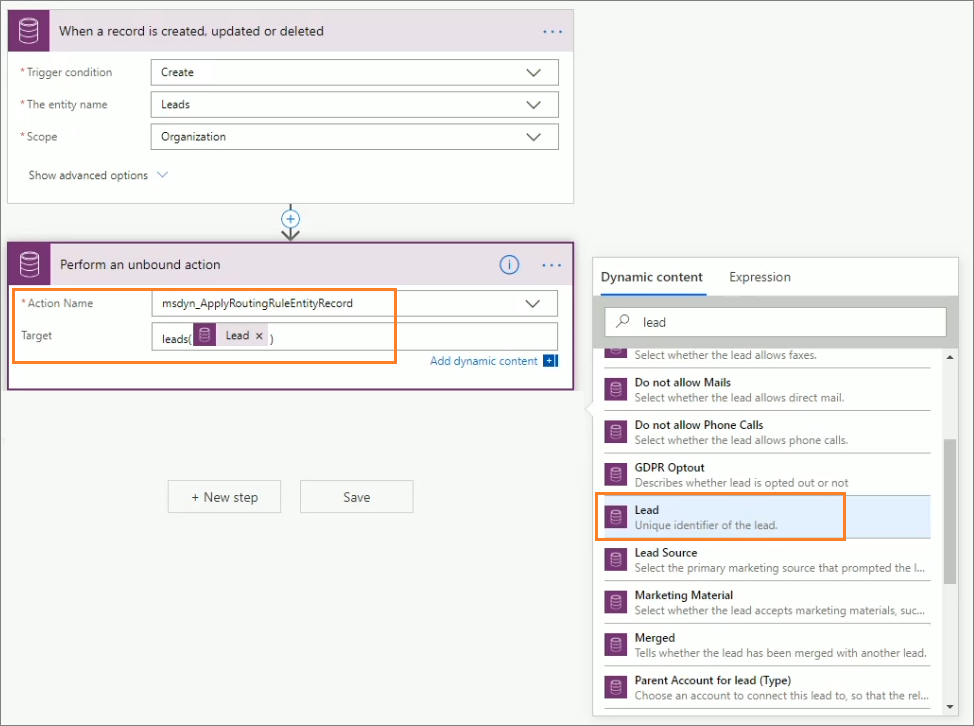 When a record is created, updated or deleted
...
* Trigger condition
Create
* The entity name
Leads
* Scope
Organization
Show advanced options
+
Perform an unbound action
i
...
* Action Name
msdyn_ApplyRoutingRuleEntityRecord
Target
leads( Lead × )
Add dynamic content +
+ New step
Save
Dynamic content
Expression
lead
Select whether the lead allows faxes.
Do not allow Mails
Select whether the lead allows direct mail.
Do not allow Phone Calls
Select whether the lead allows phone calls.
GDPR Optout
Describes whether lead is opted out or not
Lead
Unique identifier of the lead.
Lead Source
Select the primary marketing source that prompted the l...
Marketing Material
Select whether the lead accepts marketing materials, suc...
Merged
Tells whether the lead has been merged with another lead.
Parent Account for lead (Type)
Choose an account to connect this lead to, so that the rel...